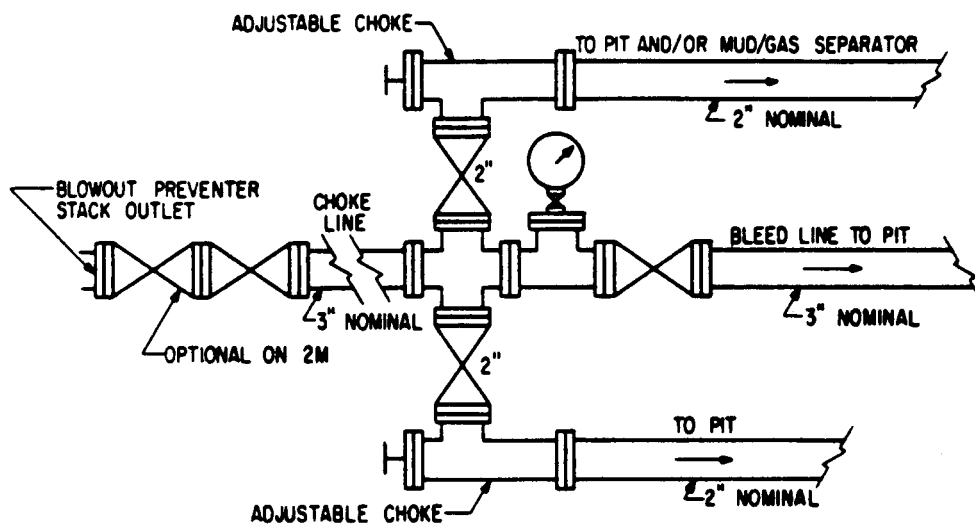 ADJUSTABLE CHOKE
TO PIT AND/OR MUD/GAS SEPARATOR
2" NOMINAL
2"
BLOWOUT PREVENTER
STACK OUTLET
CHOKE
LINE
BLEED LINE TO PIT
3" NOMINAL
3" NOMINAL
OPTIONAL ON 2M
2"
TO PIT
2" NOMINAL
ADJUSTABLE CHOKE